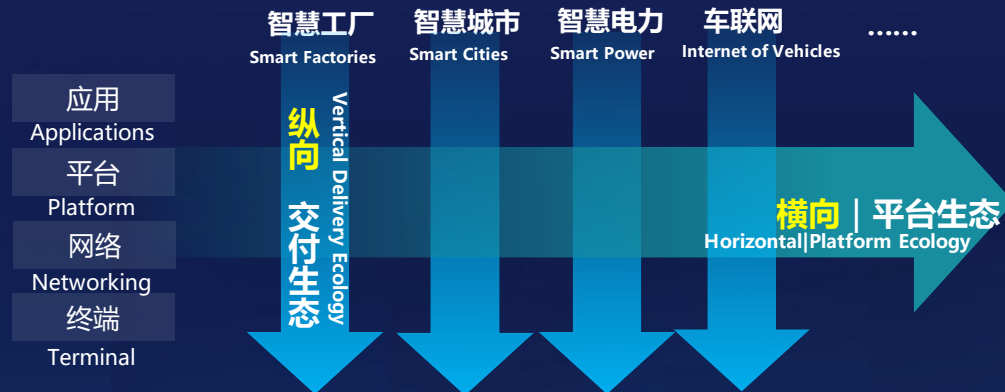 智慧工厂
Smart Factories
智慧城市
Smart Cities
智慧电力
Smart Power
车联网
Internet of Vehicles
……
应用
Applications
平台
Platform
网络
Networking
终端
Terminal
纵向 交付生态
Vertical Delivery Ecology
横向 | 平台生态
Horizontal|Platform Ecology